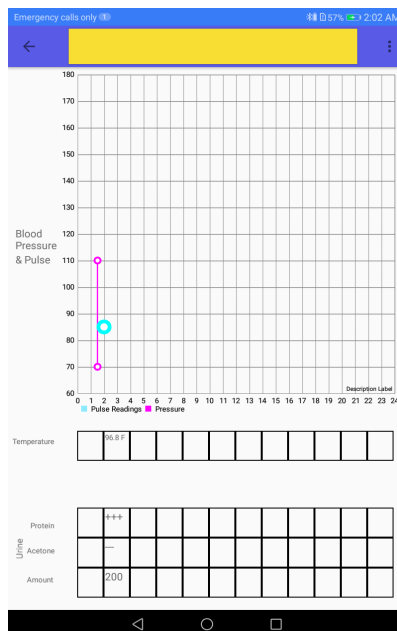 Emergency calls only 1 57% 2:02 AM
180
170
160
150
140
130
Blood
Pressure
& Pulse
120
110
100
90
80
70
60
Description Label
0 1 2 3 4 5 6 7 8 9 10 11 12 13 14 15 16 17 18 19 20 21 22 23 24
Pulse Readings Pressure
Temperature 96.8 F
Urine
Protein +++
Acetone ---
Amount 200